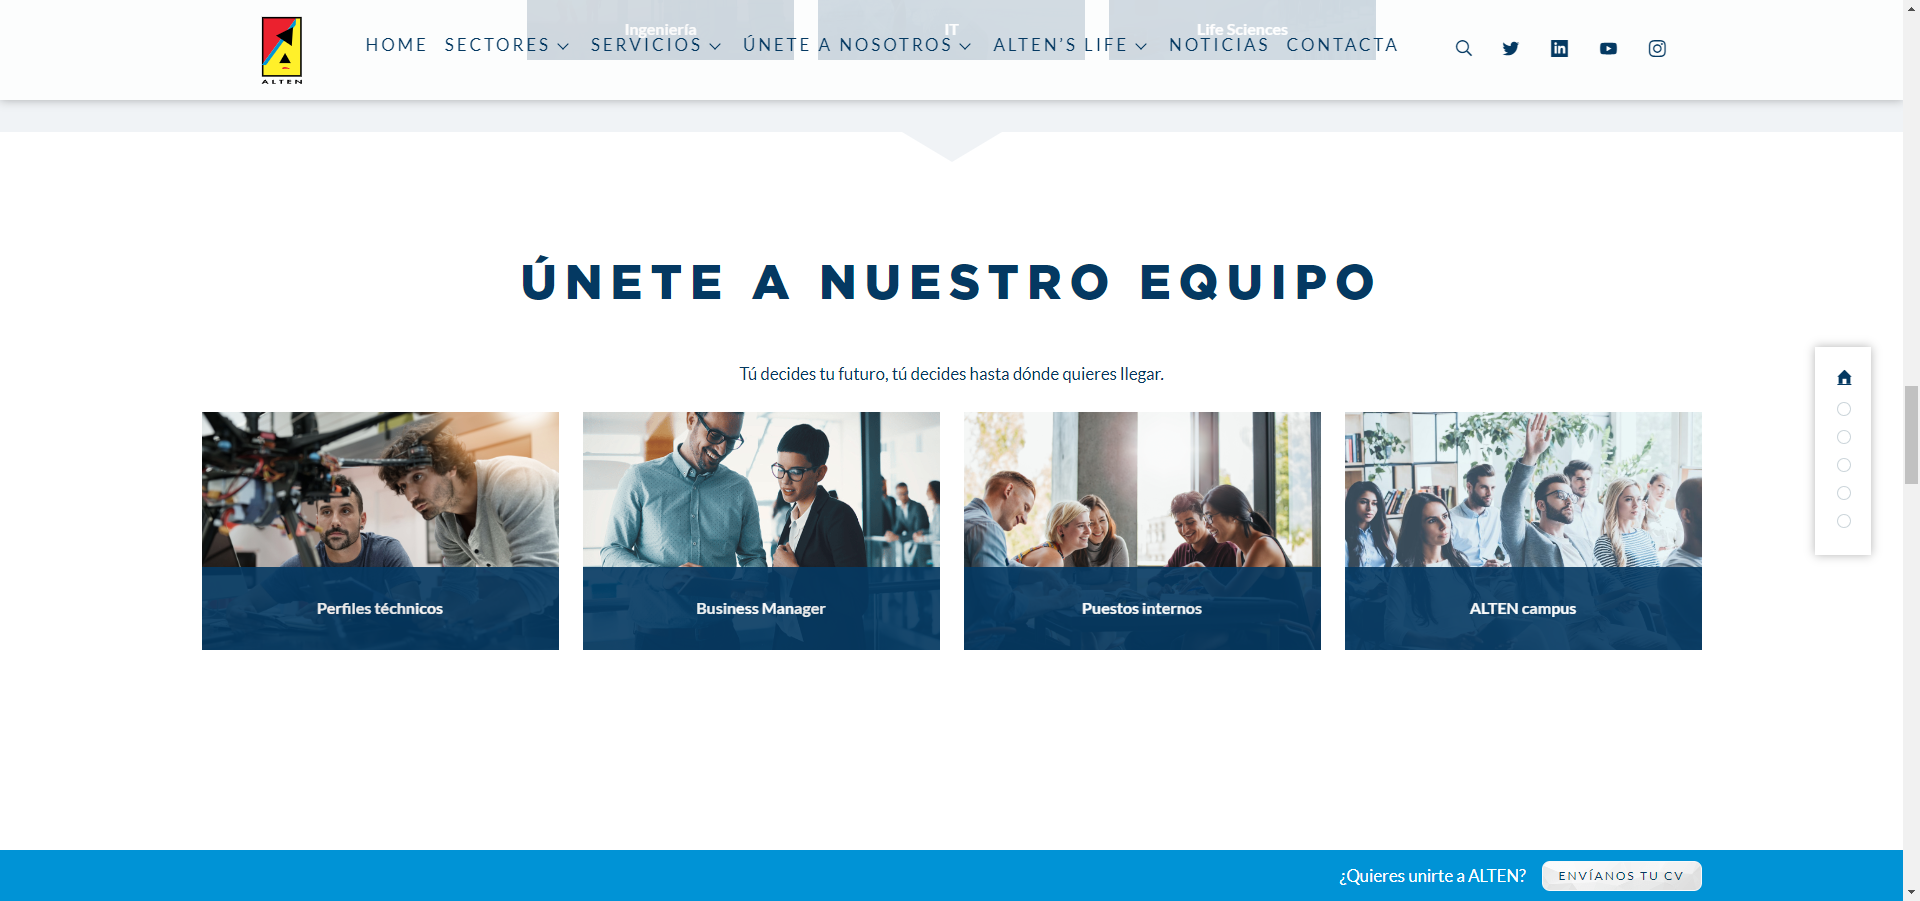 Ingeniería
IT
Life Sciences
ALTEN
HOME SECTORES SERVICIOS ÚNETE A NOSOTROS ALTEN'S LIFE NOTICIAS CONTACTA
ÚNETE A NUESTRO EQUIPO
Tú decides tu futuro, tú decides hasta dónde quieres llegar.
Perfiles téchnicos
Business Manager
Puestos internos
ALTEN campus
¿Quieres unirte a ALTEN?
ENVÍANOS TU CV